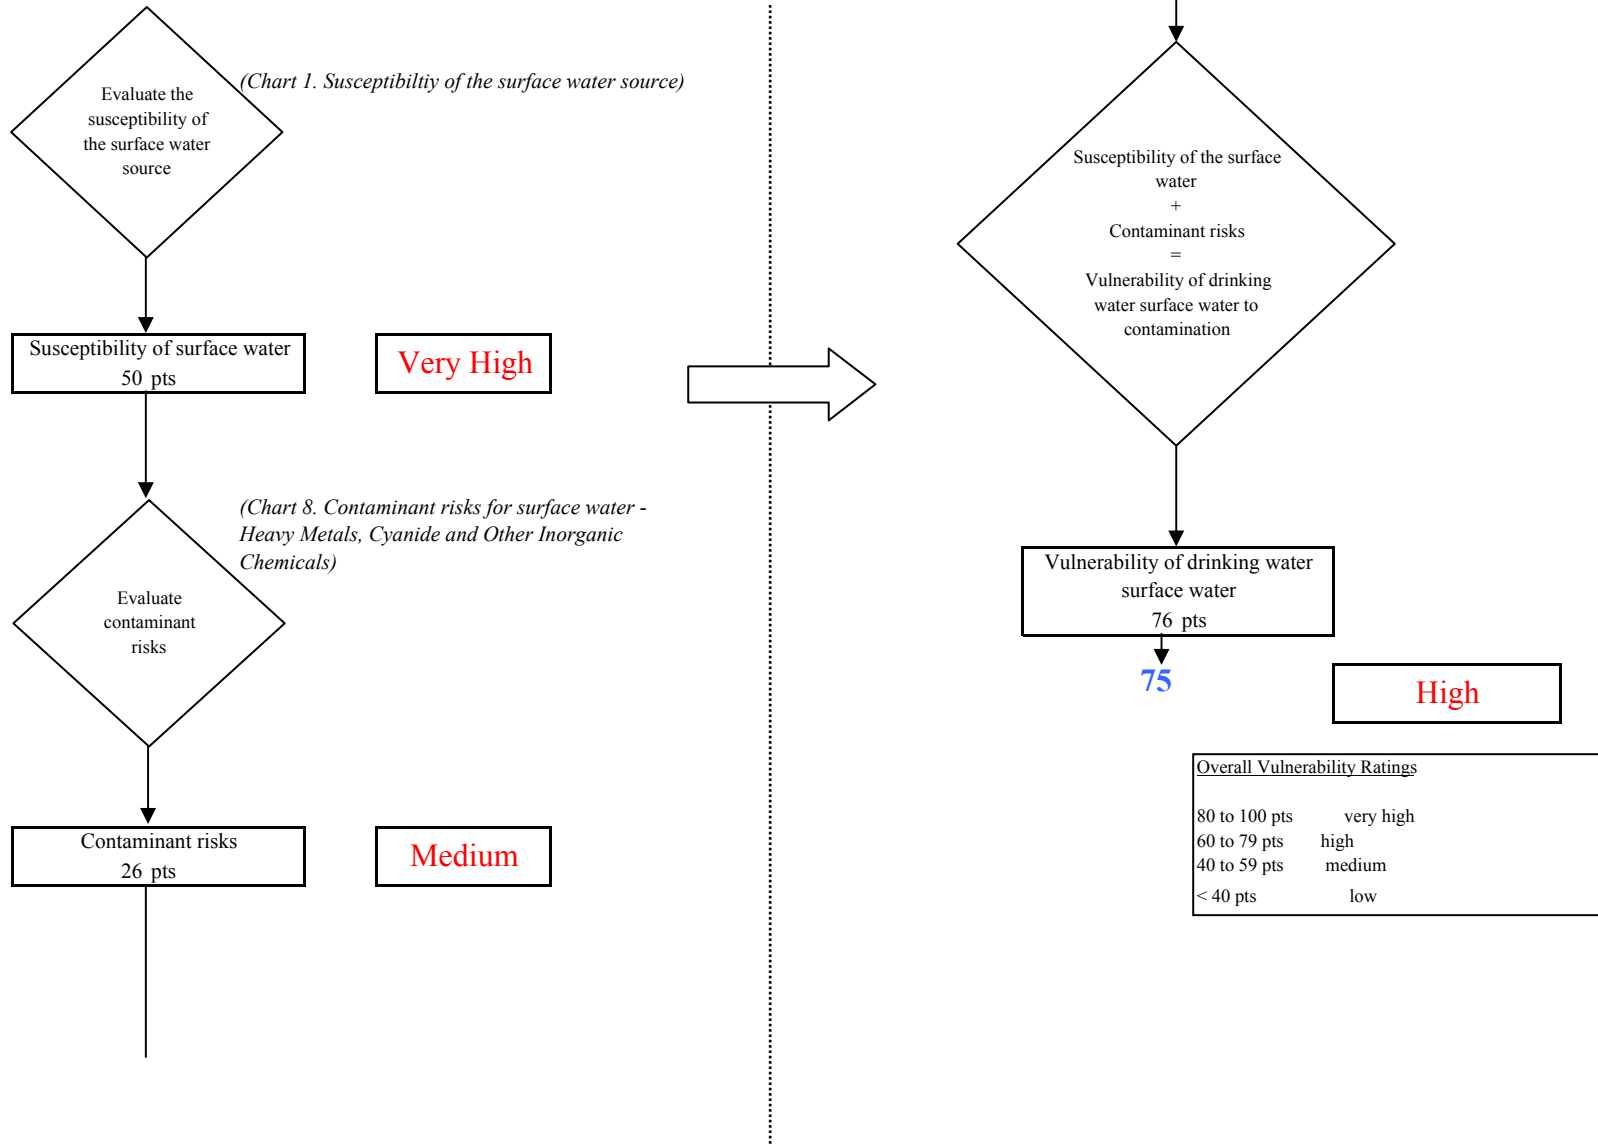 Evaluate the
susceptibility of
the surface water
source
(Chart 1. Susceptibiltiy of the surface water source)
Susceptibility of surface water
50 pts
Very High
(Chart 8. Contaminant risks for surface water -
Heavy Metals, Cyanide and Other Inorganic
Chemicals)
Evaluate
contaminant
risks
Contaminant risks
26 pts
Medium
Susceptibility of the surface
water
+
Contaminant risks
=
Vulnerability of drinking
water surface water to
contamination
Vulnerability of drinking water
surface water
76 pts
75
High
Overall Vulnerability Ratings
80 to 100 pts very high
60 to 79 pts high
40 to 59 pts medium
< 40 pts low